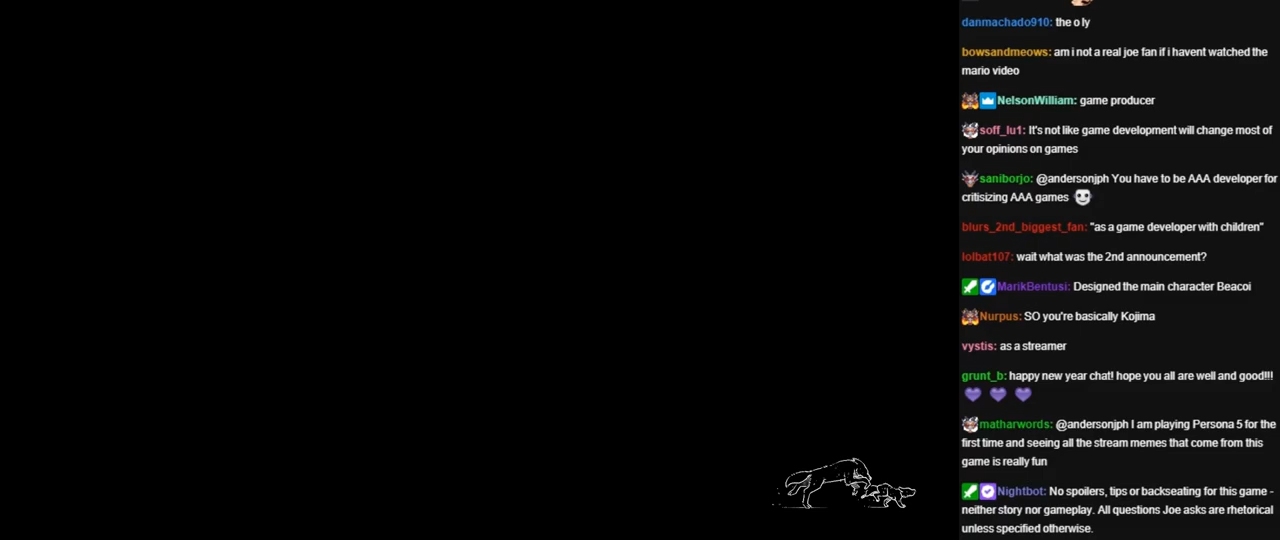 danmachado910: the o ly
bowsandmeows: am i not a real joe fan if i havent watched the
mario video
NelsonWilliam: game producer
soff_lu1: It's not like game development will change most of
your opinions on games
saniborjo: @andersonjph You have to be AAA developer for
critisizing AAA games
blurs_2nd_biggest_fan: "as a game developer with children"
lolbat107: wait what was the 2nd announcement?
MarikBentusi: Designed the main character Beacoi
Nurpus: SO you're basically Kojima
vystis: as a streamer
grunt_b: happy new year chat! hope you all are well and good!!!
matharwords: @andersonjph I am playing Persona 5 for the
first time and seeing all the stream memes that come from this
game is really fun
Nightbot: No spoilers, tips or backseating for this game -
neither story nor gameplay. All questions Joe asks are rhetorical
unless specified otherwise.